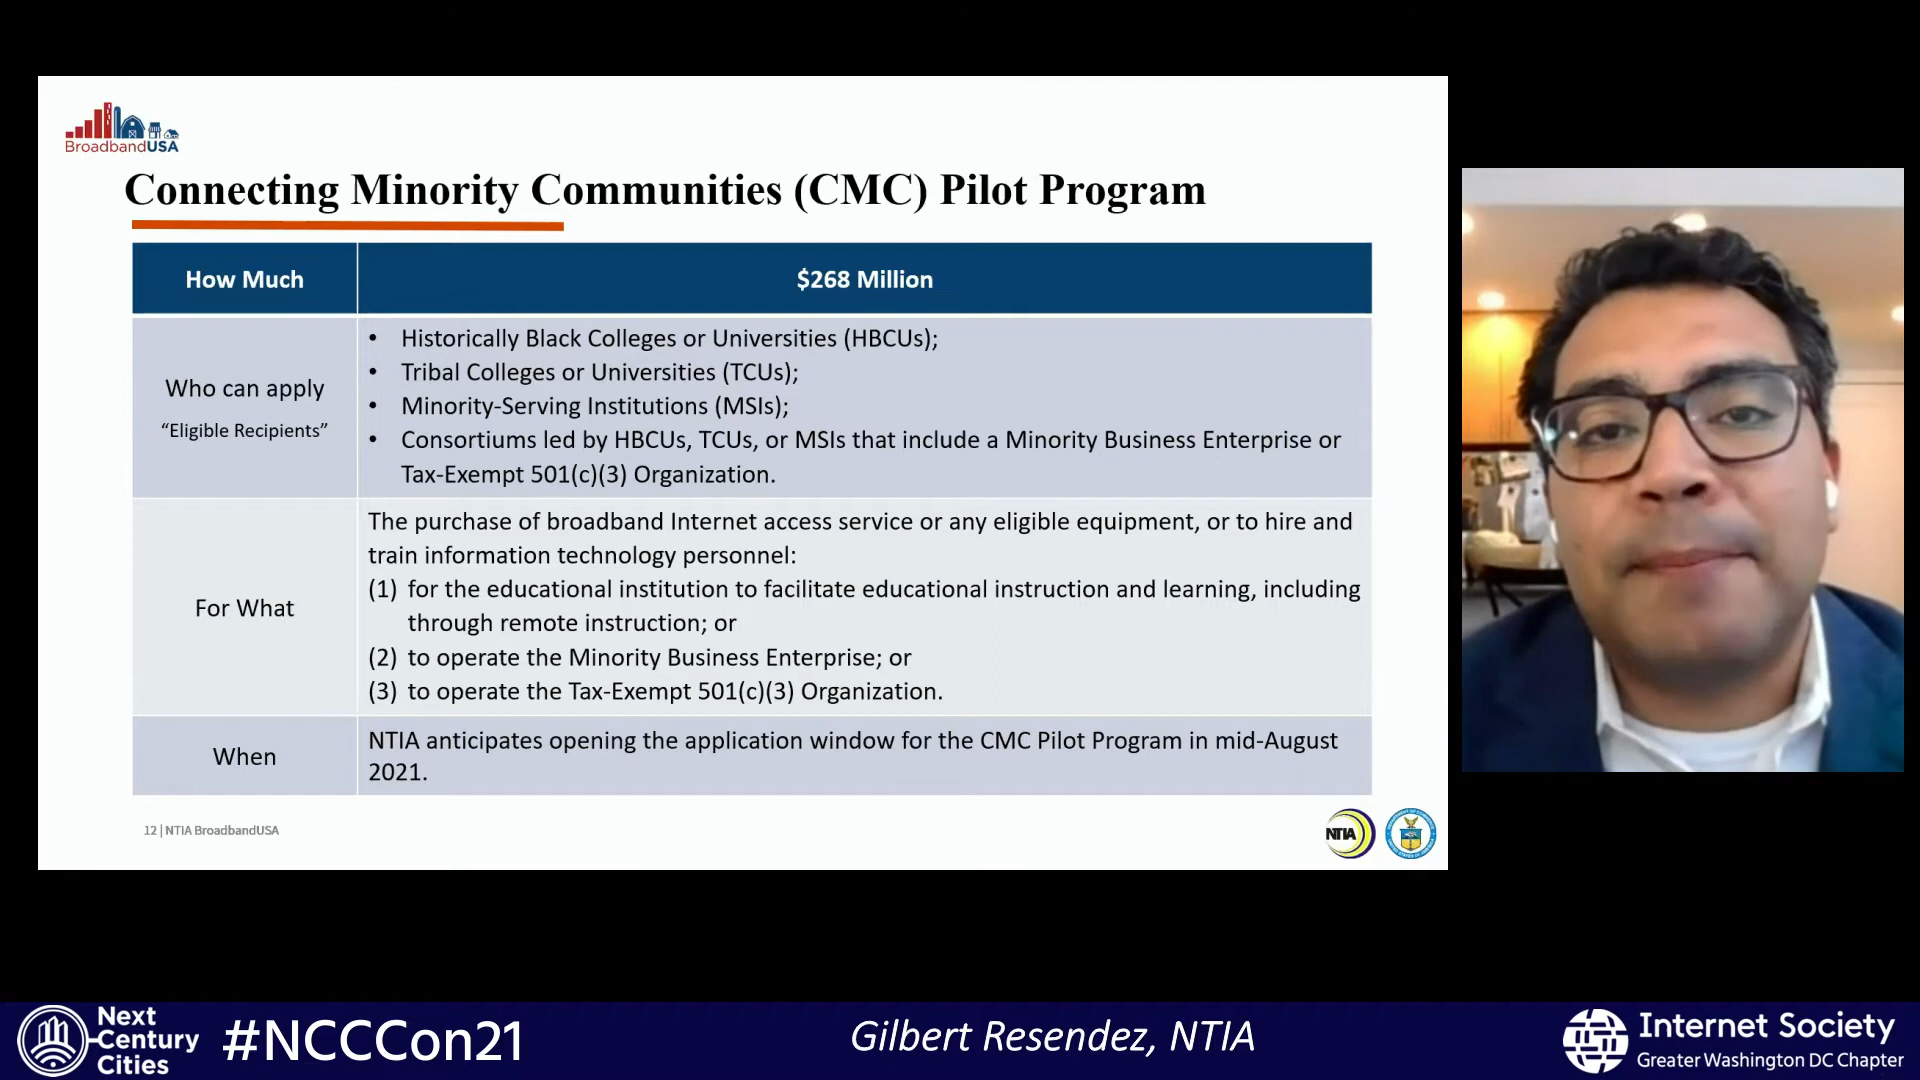 BroadbandUSA
Connecting Minority Communities (CMC) Pilot Program
How Much
$268 Million
Who can apply
“Eligible Recipients”
• Historically Black Colleges or Universities (HBCUs);
• Tribal Colleges or Universities (TCUs);
• Minority-Serving Institutions (MSIs);
• Consortiums led by HBCUs, TCUs, or MSIs that include a Minority Business Enterprise or
Tax-Exempt 501(c)(3) Organization.
For What
The purchase of broadband Internet access service or any eligible equipment, or to hire and
train information technology personnel:
(1) for the educational institution to facilitate educational instruction and learning, including
through remote instruction; or
(2) to operate the Minority Business Enterprise; or
(3) to operate the Tax-Exempt 501(c)(3) Organization.
When
NTIA anticipates opening the application window for the CMC Pilot Program in mid-August
2021.
12 | NTIA BroadbandUSA
NTIA
Next
Century
Cities
#NCCCon21
Gilbert Resendez, NTIA
Internet Society
Greater Washington DC Chapter